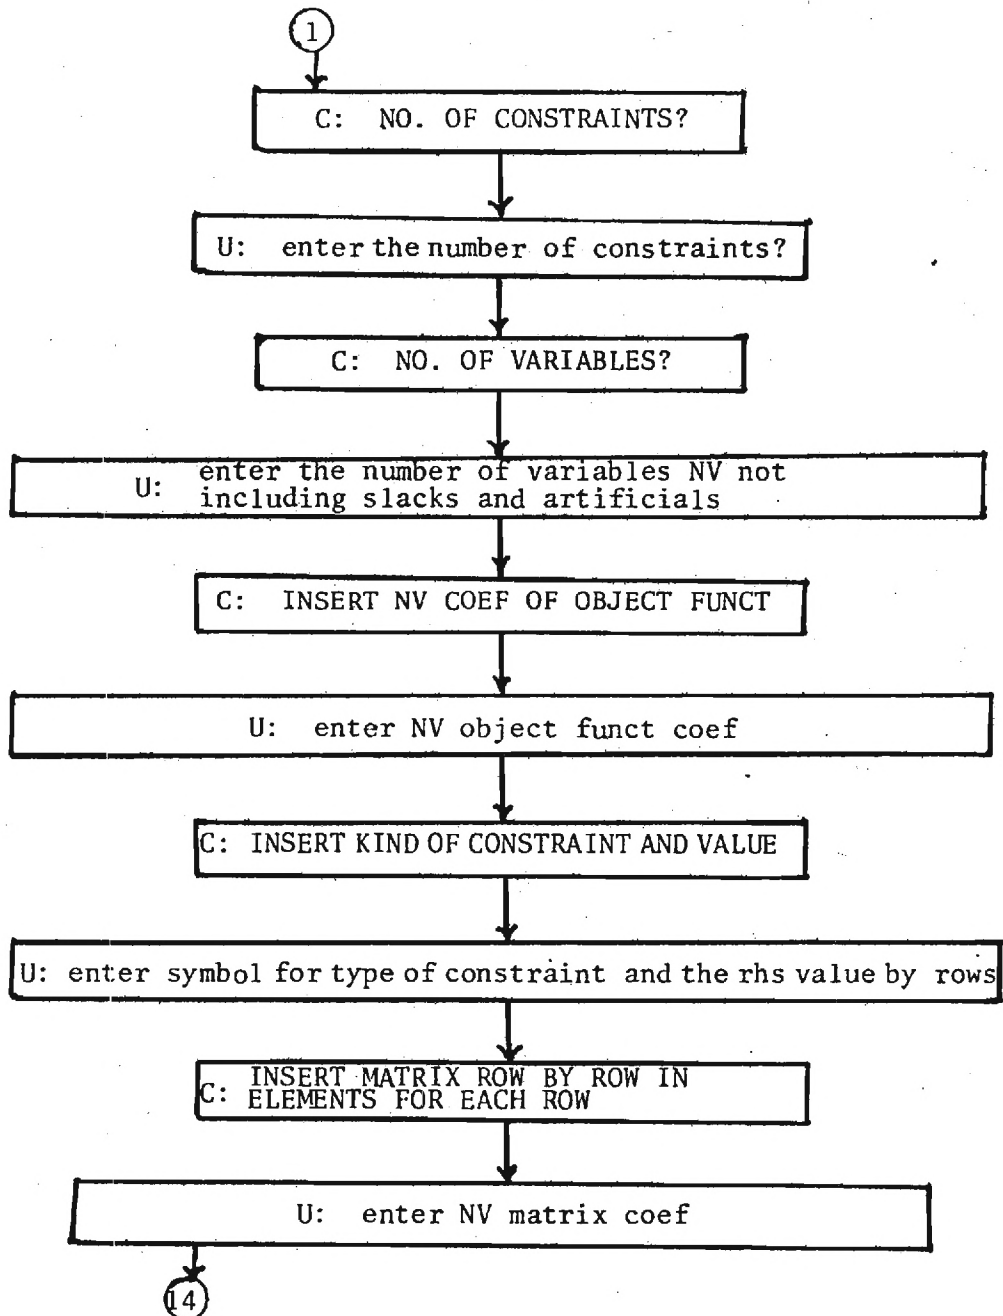 1
C: NO. OF CONSTRAINTS?
U: enter the number of constraints?
C: NO. OF VARIABLES?
U: enter the number of variables NV not
including slacks and artificials
C: INSERT NV COEF OF OBJECT FUNCT
U: enter NV object funct coef
C: INSERT KIND OF CONSTRAINT AND VALUE
U: enter symbol for type of constraint and the rhs value by rows
C: INSERT MATRIX ROW BY ROW IN
ELEMENTS FOR EACH ROW
U: enter NV matrix coef
14